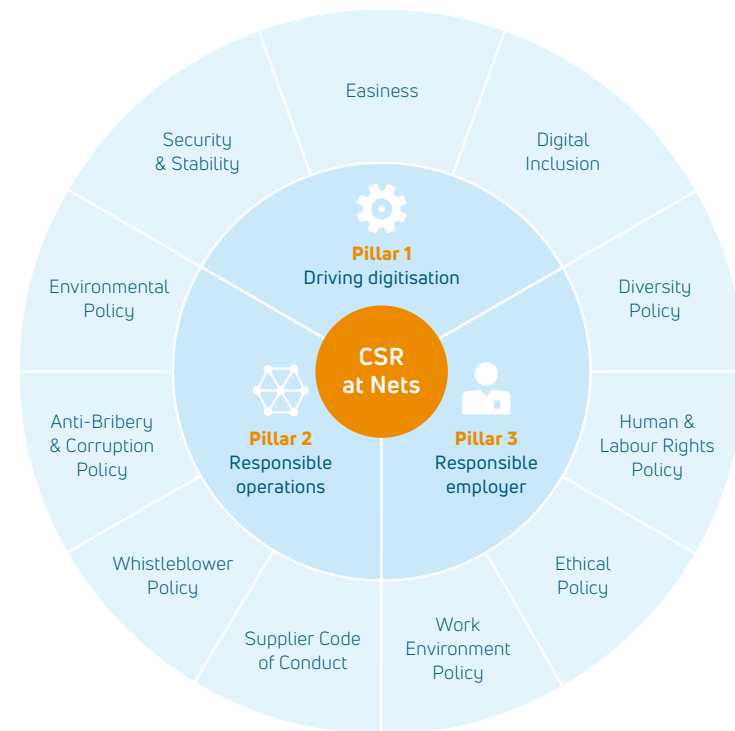 Easiness
Security
& Stability
Digital
Inclusion
Pillar 1
Driving digitisation
Environmental
Policy
Diversity
Policy
CSR
at Nets
Anti-Bribery
& Corruption
Policy
Pillar 2
Responsible
operations
Pillar 3
Responsible
employer
Human &
Labour Rights
Policy
Whistleblower
Policy
Ethical
Policy
Supplier Code
of Conduct
Work
Environment
Policy